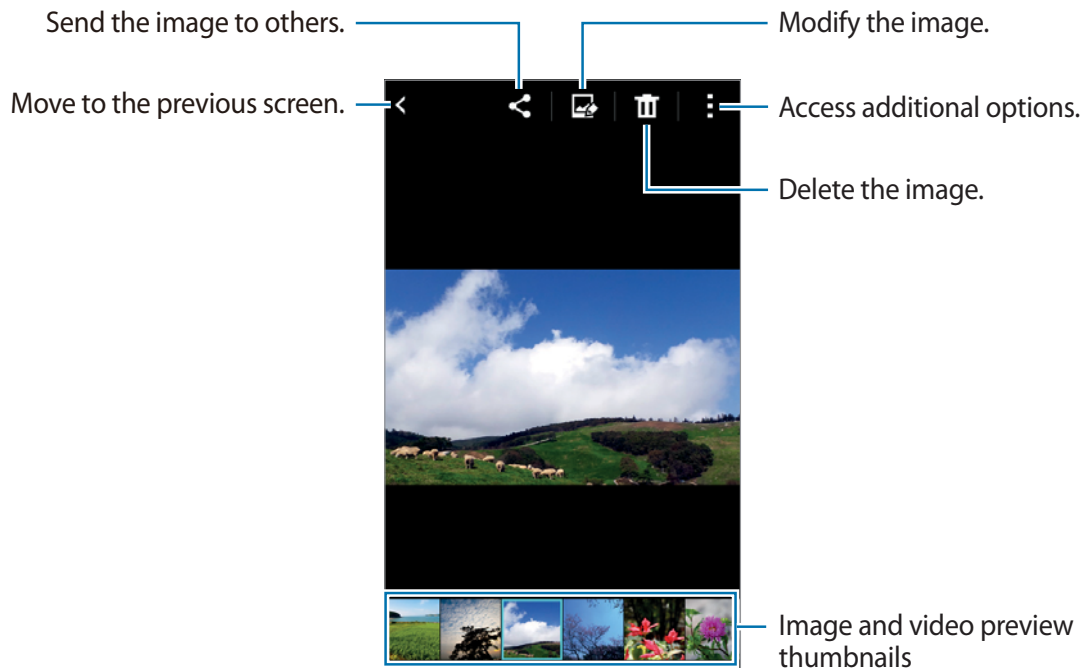 Send the image to others.
Modify the image.
Move to the previous screen.
Access additional options.
Delete the image.
Image and video preview
thumbnails